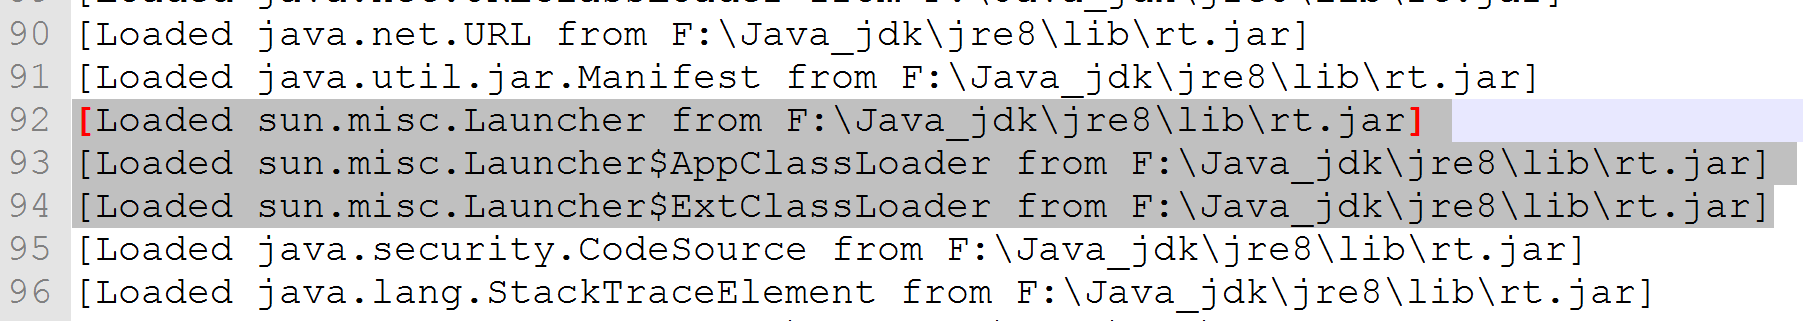 90 [Loaded java.net.URL from F:\Java_jdk\jre8\lib\rt.jar]
91 [Loaded java.util.jar.Manifest from F:\Java_jdk\jre8\lib\rt.jar]
92 [Loaded sun.misc.Launcher from F:\Java_jdk\jre8\lib\rt.jar]
93 [Loaded sun.misc.Launcher$AppClassLoader from F:\Java_jdk\jre8\lib\rt.jar]
94 [Loaded sun.misc.Launcher$ExtClassLoader from F:\Java_jdk\jre8\lib\rt.jar]
95 [Loaded java.security.CodeSource from F:\Java_jdk\jre8\lib\rt.jar]
96 [Loaded java.lang.StackTraceElement from F:\Java_jdk\jre8\lib\rt.jar]